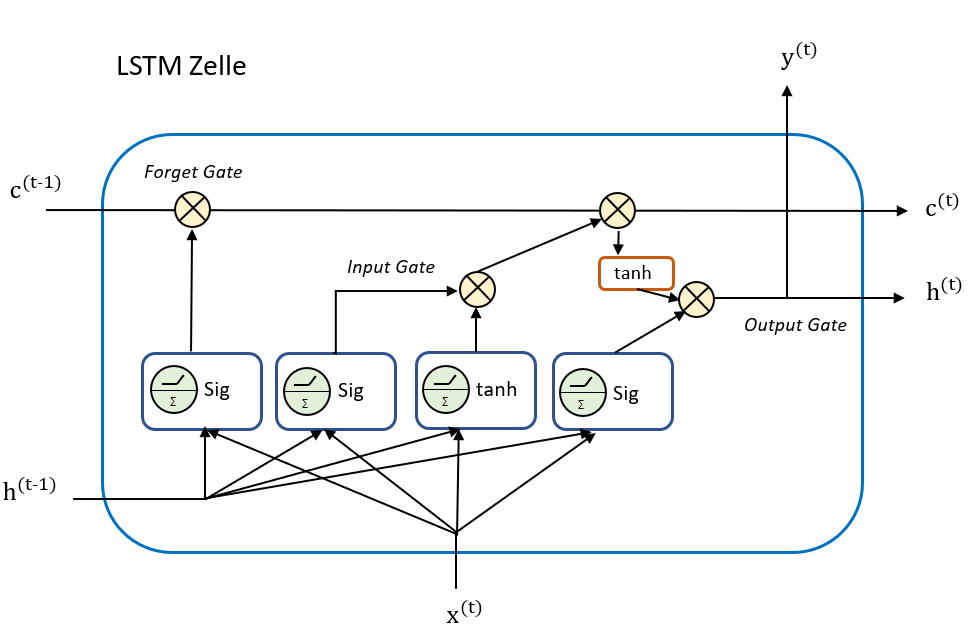 LSTM Zelle
y(t)
Forget Gate
c(t-1)
c(t)
Input Gate
tanh
h(t)
Output Gate
Sig
Σ
Sig
Σ
tanh
Σ
Sig
Σ
h(t-1)
x(t)